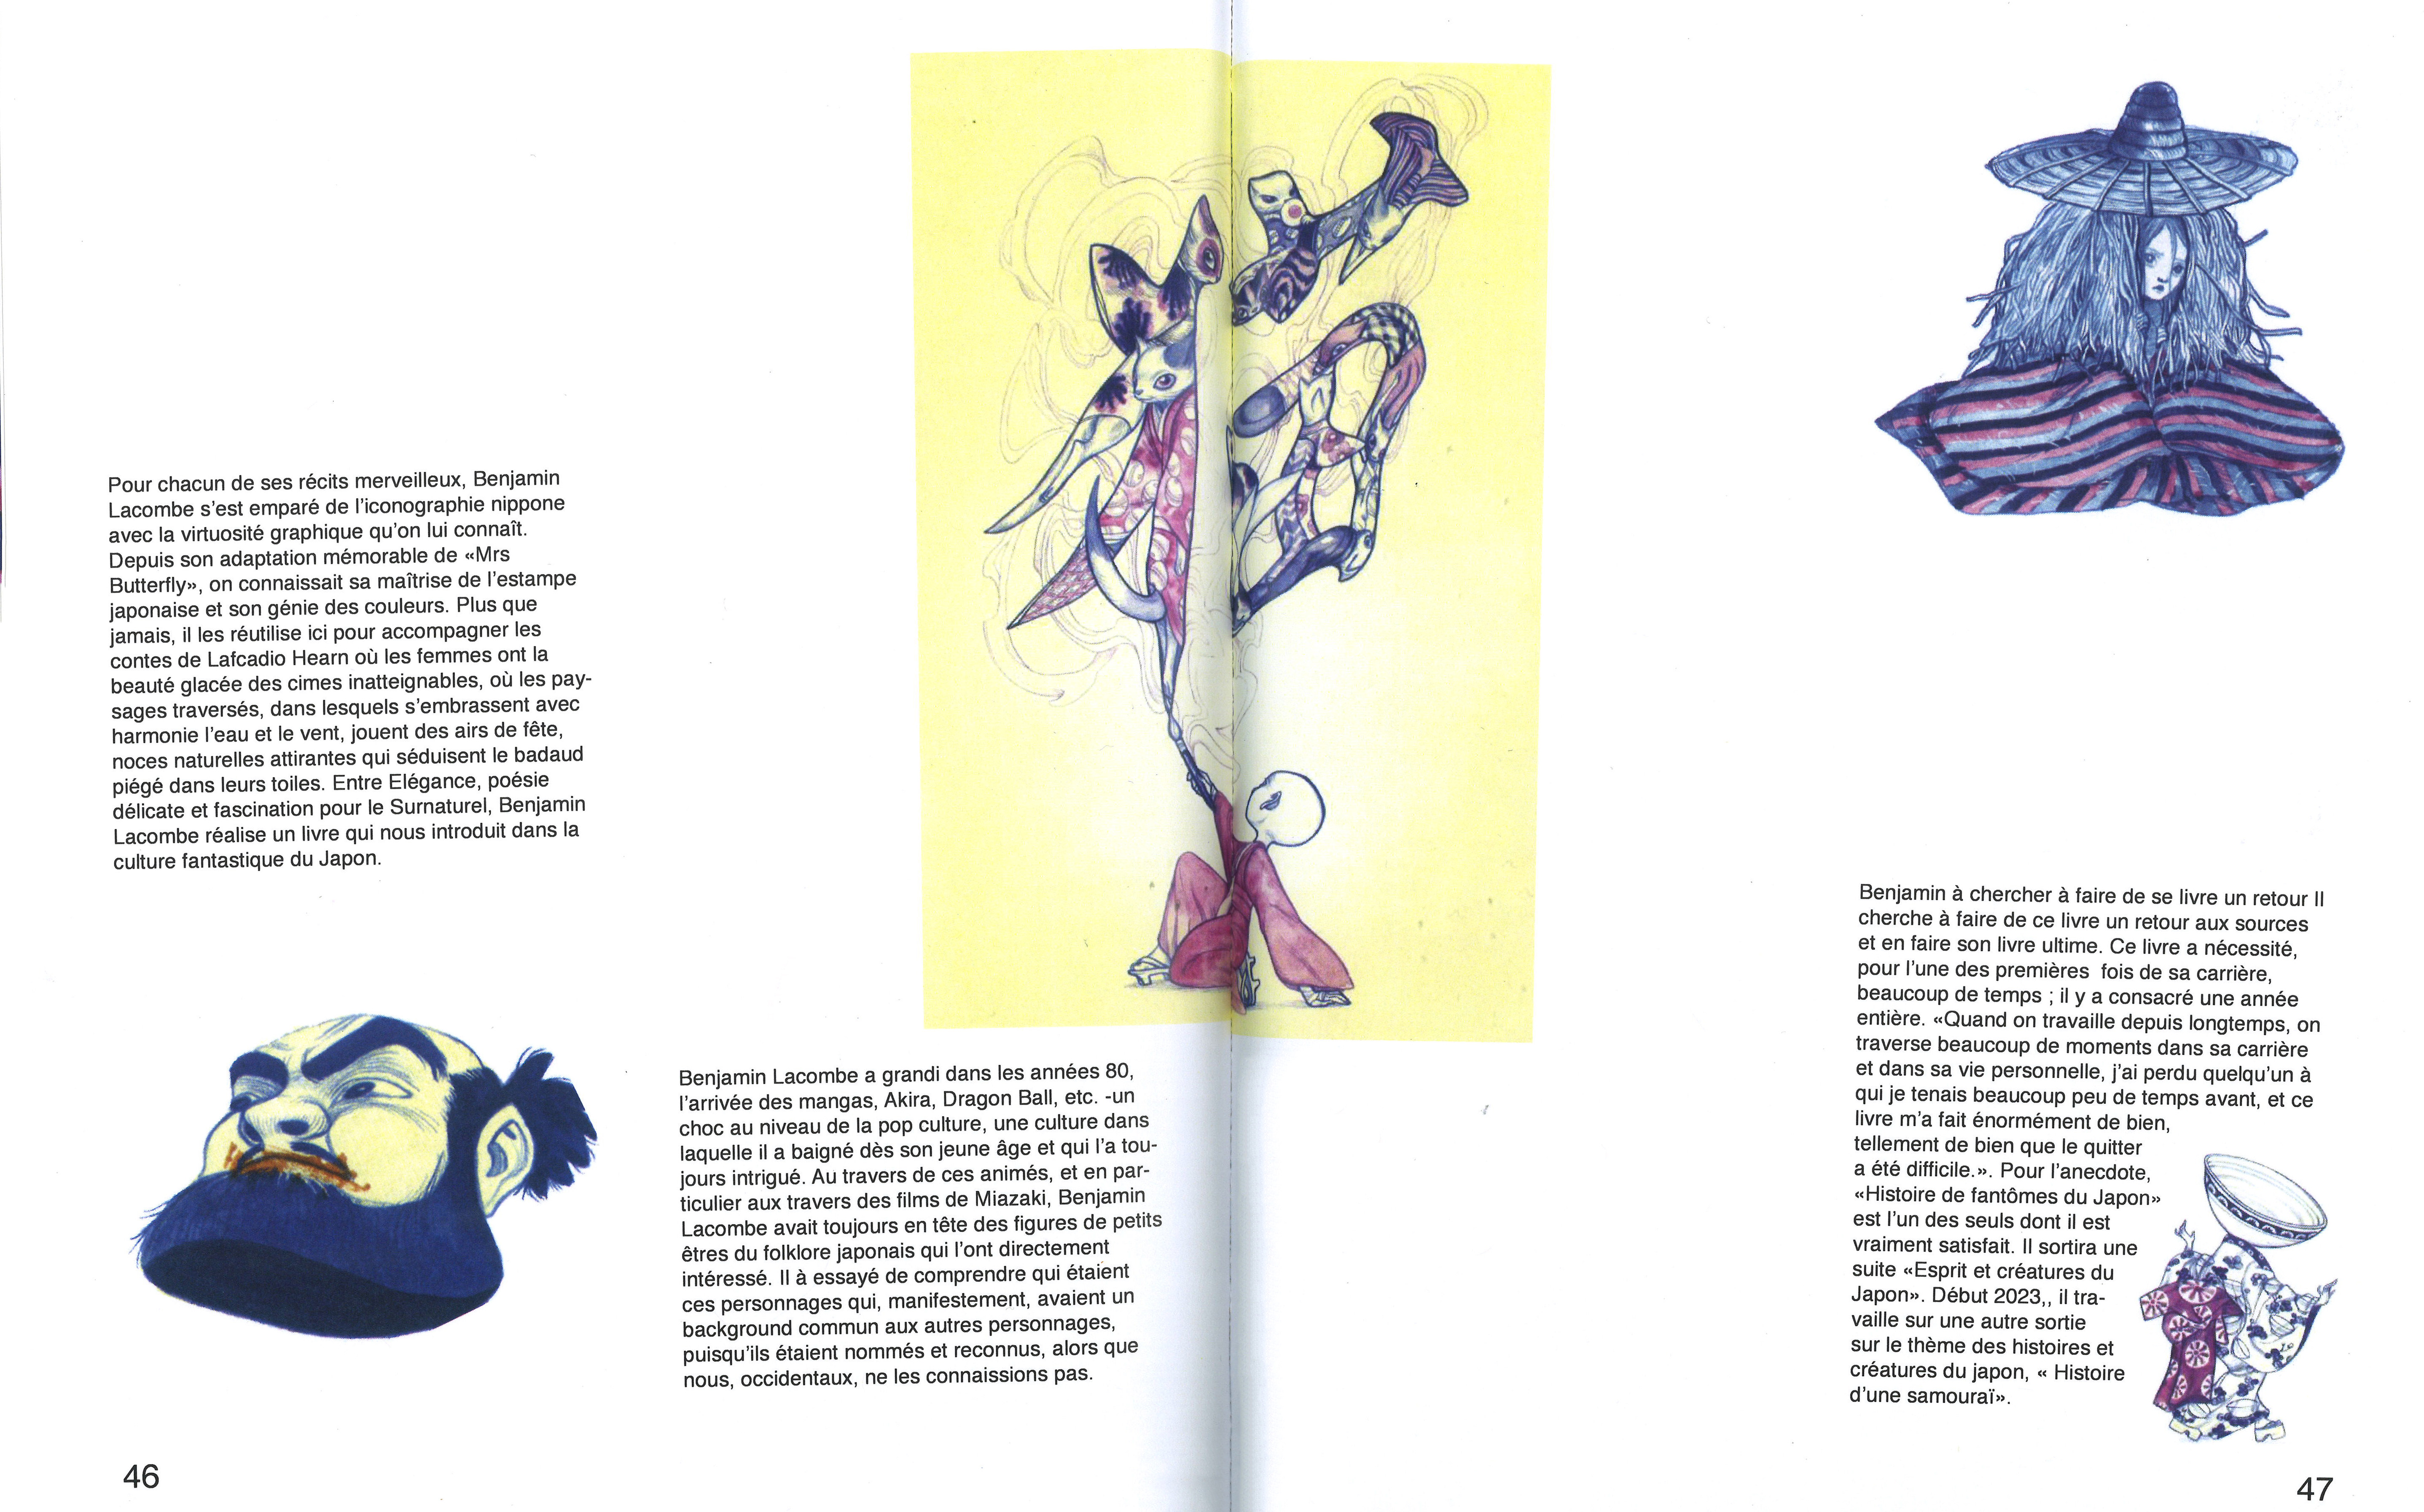 Pour chacun de ses récits merveilleux, Benjamin
Lacombe s'est emparé de l'iconographie nippone
avec la virtuosité graphique qu'on lui connaît.
Depuis son adaptation mémorable de «Mrs
Butterfly», on connaissait sa maîtrise de l'estampe
japonaise et son génie des couleurs. Plus que
jamais, il les réutilise ici pour accompagner les
contes de Lafcadio Hearn où les femmes ont la
beauté glacée des cimes inatteignables, où les pay-
sages traversés, dans lesquels s'embrassent avec
harmonie l'eau et le vent, jouent des airs de fête,
noces naturelles attirantes qui séduisent le badaud
piégé dans leurs toiles. Entre Elégance, poésie
délicate et fascination pour le Surnaturel, Benjamin
Lacombe réalise un livre qui nous introduit dans la
culture fantastique du Japon.
Benjamin Lacombe a grandi dans les années 80,
l'arrivée des mangas, Akira, Dragon Ball, etc. -un
choc au niveau de la pop culture, une culture dans
laquelle il a baigné dès son jeune âge et qui l'a tou-
jours intrigué. Au travers de ces animés, et en par-
ticulier aux travers des films de Miazaki, Benjamin
Lacombe avait toujours en tête des figures de petits
êtres du folklore japonais qui l'ont directement
intéressé. Il à essayé de comprendre qui étaient
ces personnages qui, manifestement, avaient un
background commun aux autres personnages,
puisqu'ils étaient nommés et reconnus, alors que
nous, occidentaux, ne les connaissions pas.
46
Benjamin à chercher à faire de se livre un retour Il
cherche à faire de ce livre un retour aux sources
et en faire son livre ultime. Ce livre a nécessité,
pour l'une des premières  fois de sa carrière,
beaucoup de temps ; il y a consacré une année
entière. «Quand on travaille depuis longtemps, on
traverse beaucoup de moments dans sa carrière
et dans sa vie personnelle, j'ai perdu quelqu'un à
qui je tenais beaucoup peu de temps avant, et ce
livre m'a fait énormément de bien,
tellement de bien que le quitter
a été difficile.». Pour l'anecdote,
«Histoire de fantômes du Japon»
est l'un des seuls dont il est
vraiment satisfait. Il sortira une
suite «Esprit et créatures du
Japon». Début 2023,, il tra-
vaille sur une autre sortie
sur le thème des histoires et
créatures du japon, « Histoire
d'une samouraï».
47